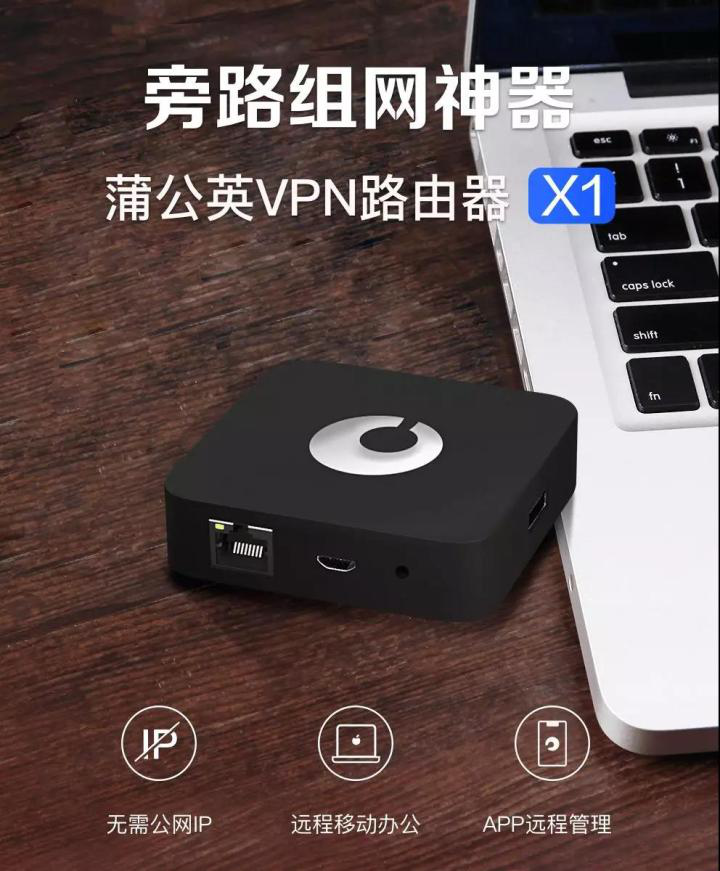 旁路组网神器
蒲公英VPN路由器 X1
esc
F1
!
1
tab
caps lock
shift
fn
IP
无需公网IP
远程移动办公
APP远程管理